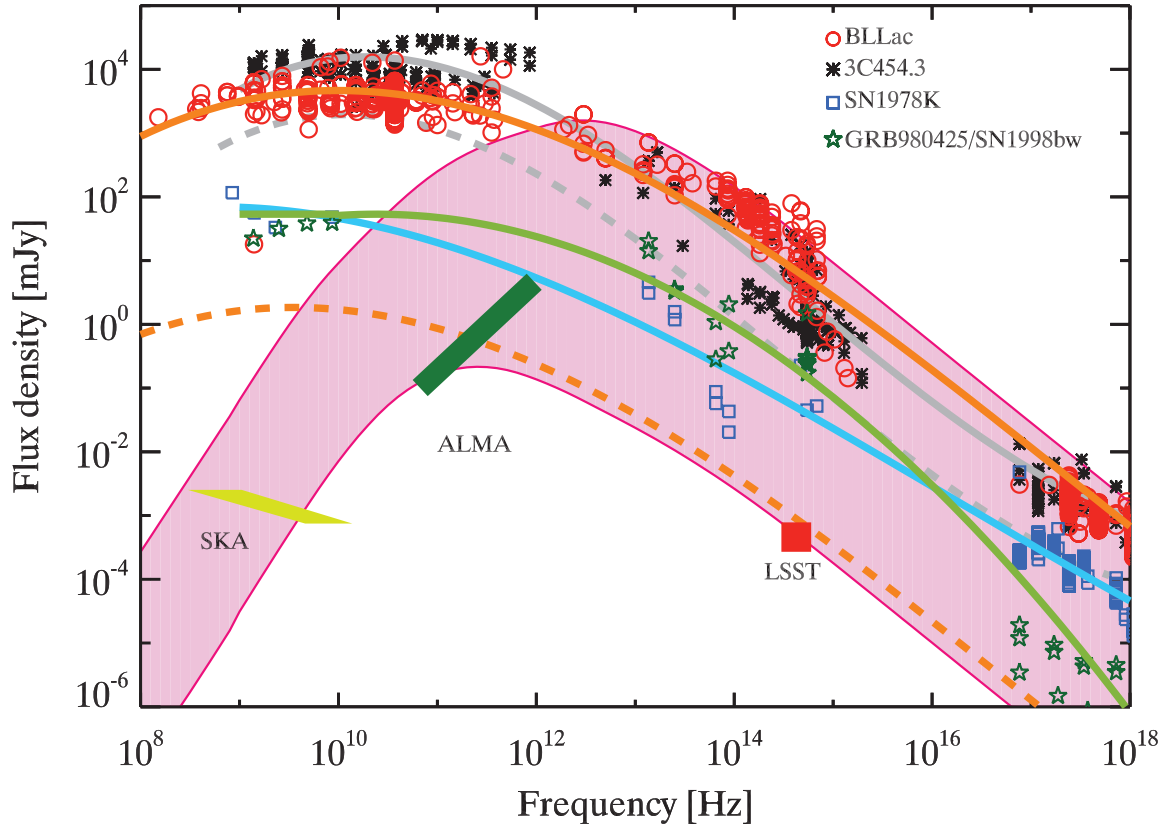 BLLac
3C454.3
SN1978K
GRB980425/SN1998bw
10^4
10^2
10^0
10^-2
10^-4
10^-6
Flux density [mJy]
ALMA
SKA
LSST
10^8
10^10
10^12
10^14
10^16
10^18
Frequency [Hz]